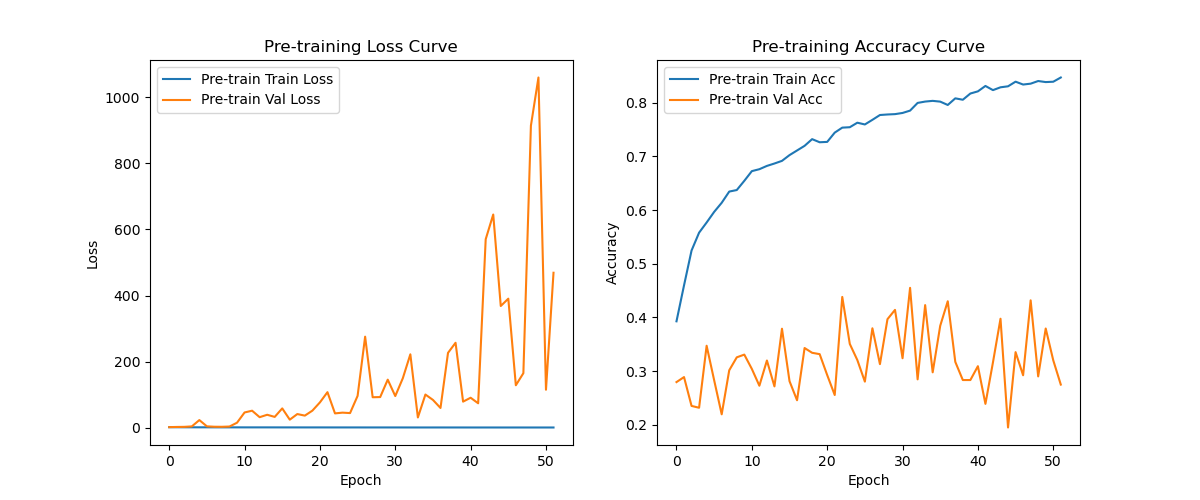 Pre-training Loss Curve
Pre-train Train Loss
Pre-train Val Loss
1000
800
600
400
200
0
Loss
0 10 20 30 40 50
Epoch
Pre-training Accuracy Curve
Pre-train Train Acc
Pre-train Val Acc
0.8
0.7
0.6
0.5
0.4
0.3
0.2
Accuracy
0 10 20 30 40 50
Epoch